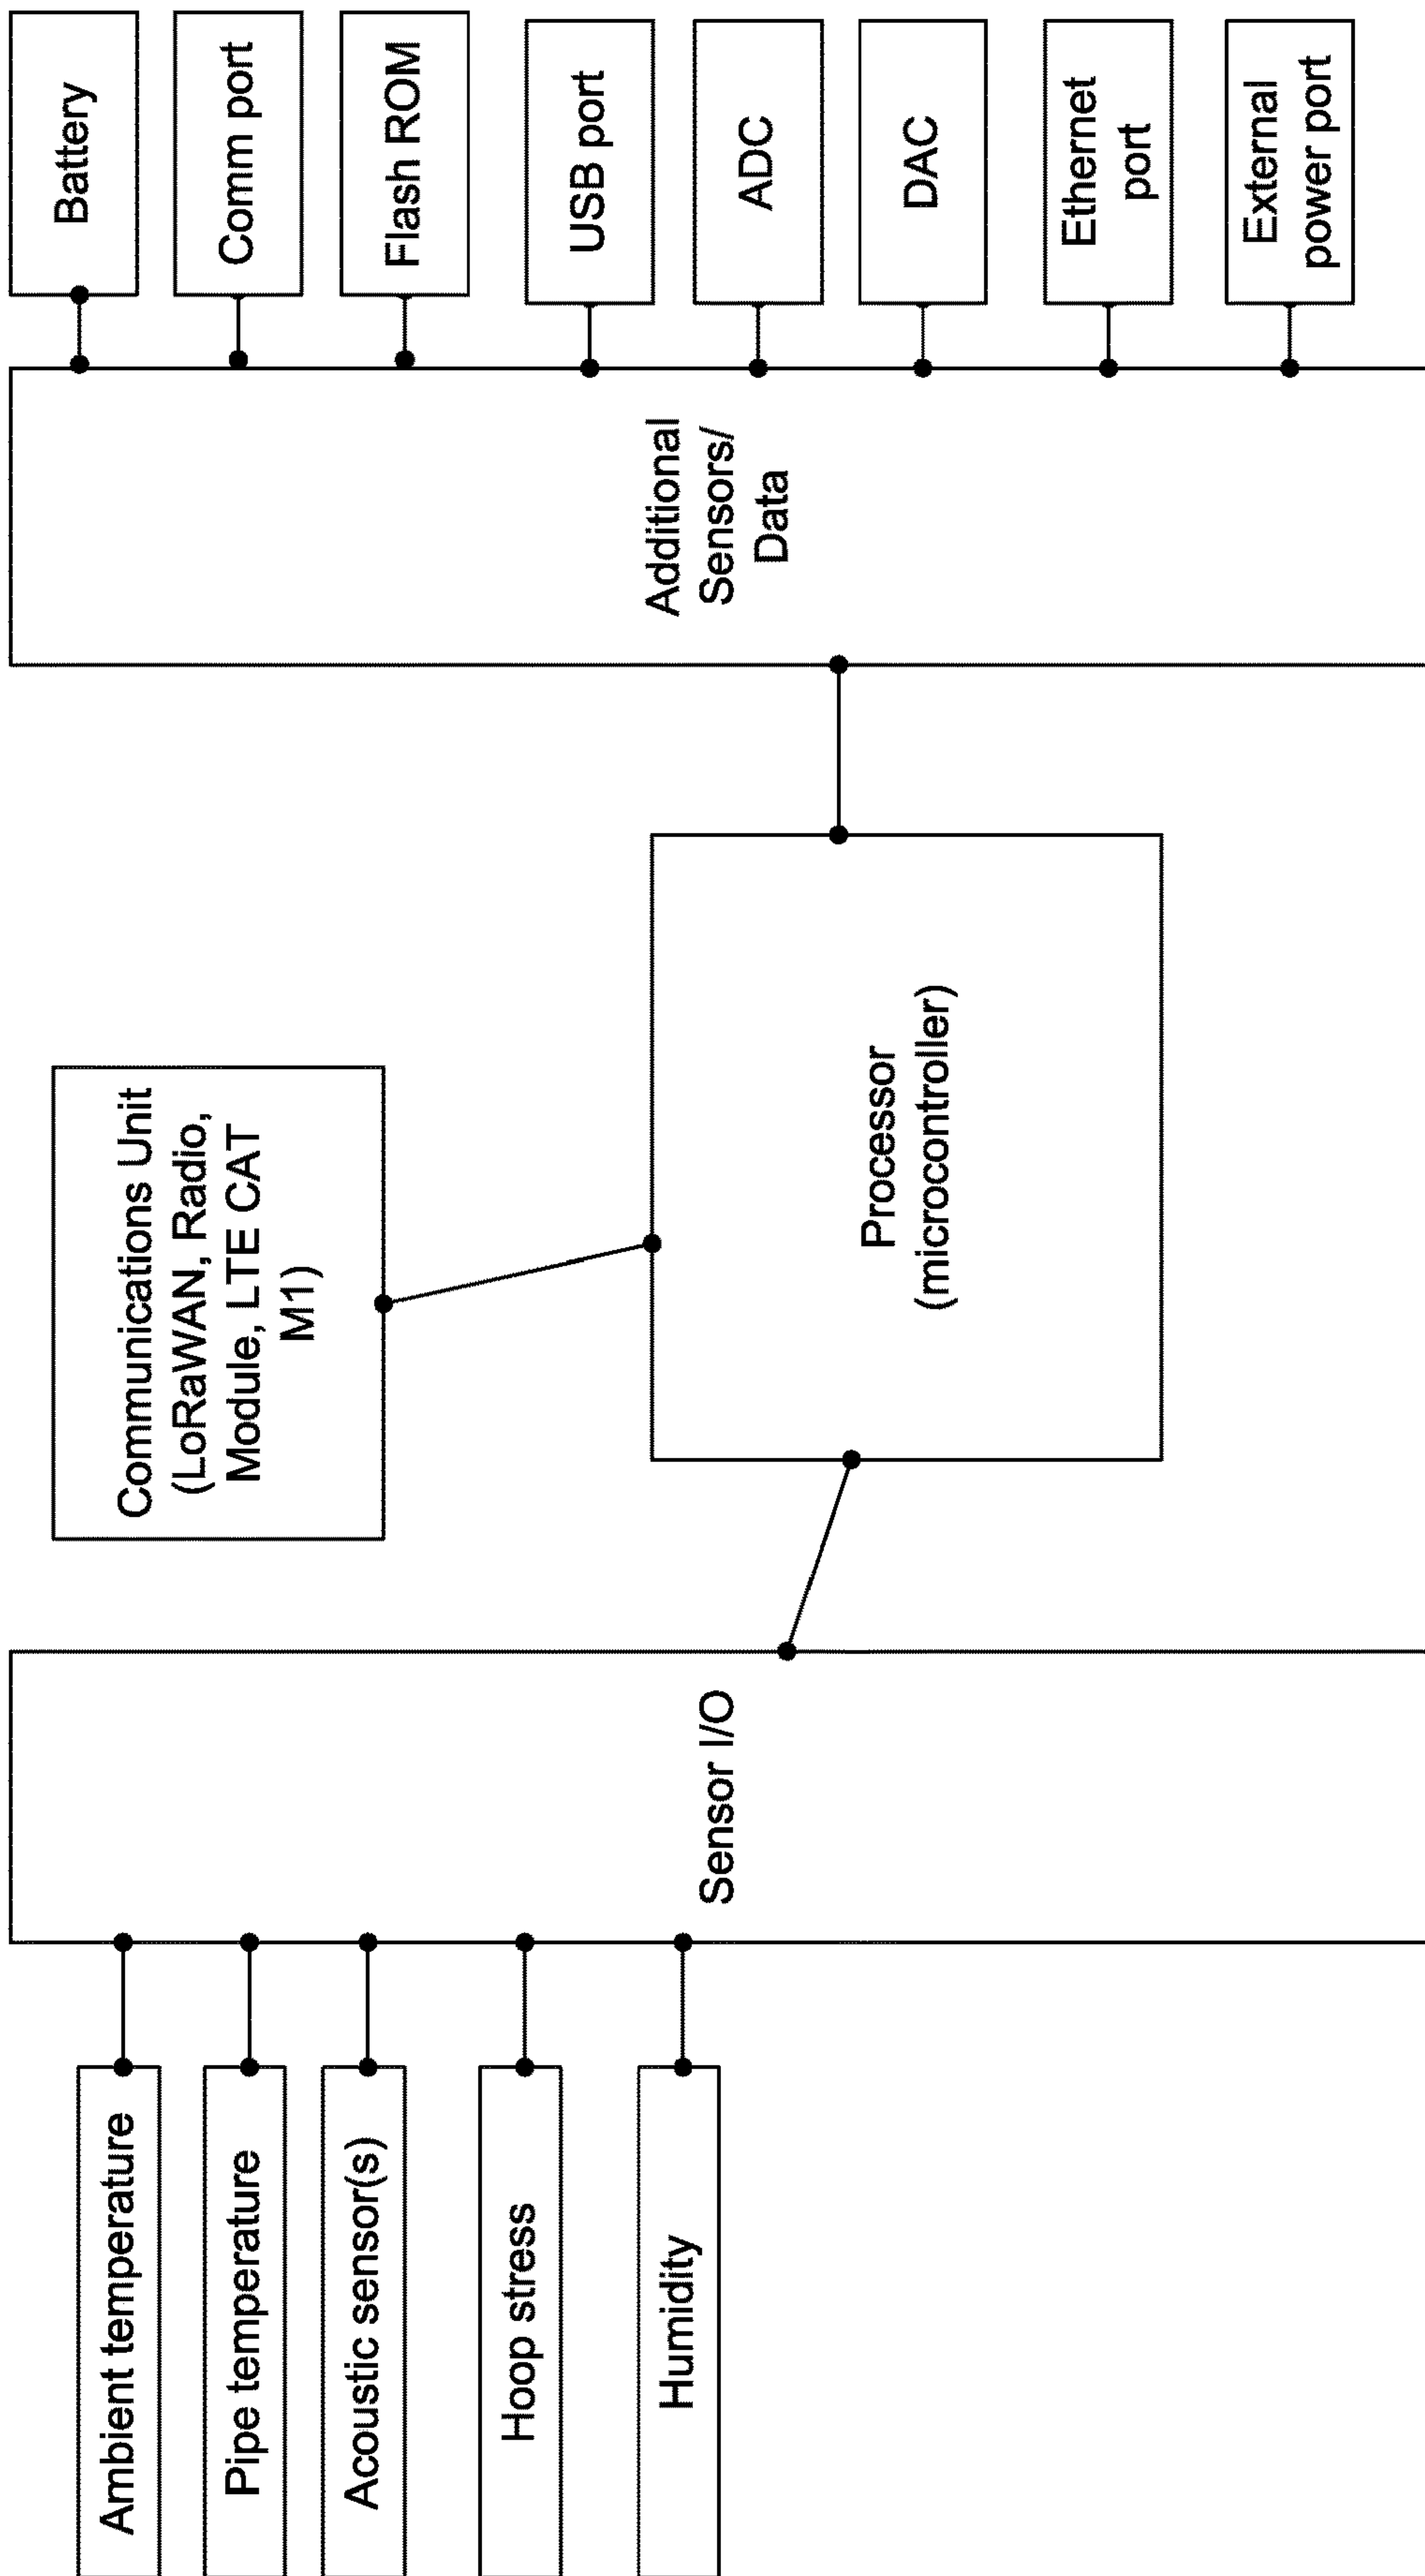 Ambient temperature
Pipe temperature
Acoustic sensor(s)
Hoop stress
Humidity
Sensor I/O
Communications Unit
(LoRaWAN, Radio,
Module, LTE CAT
M1)
Processor
(microcontroller)
Additional
Sensors/
Data
Battery
Comm port
Flash ROM
USB port
ADC
DAC
Ethernet
port
External
power port